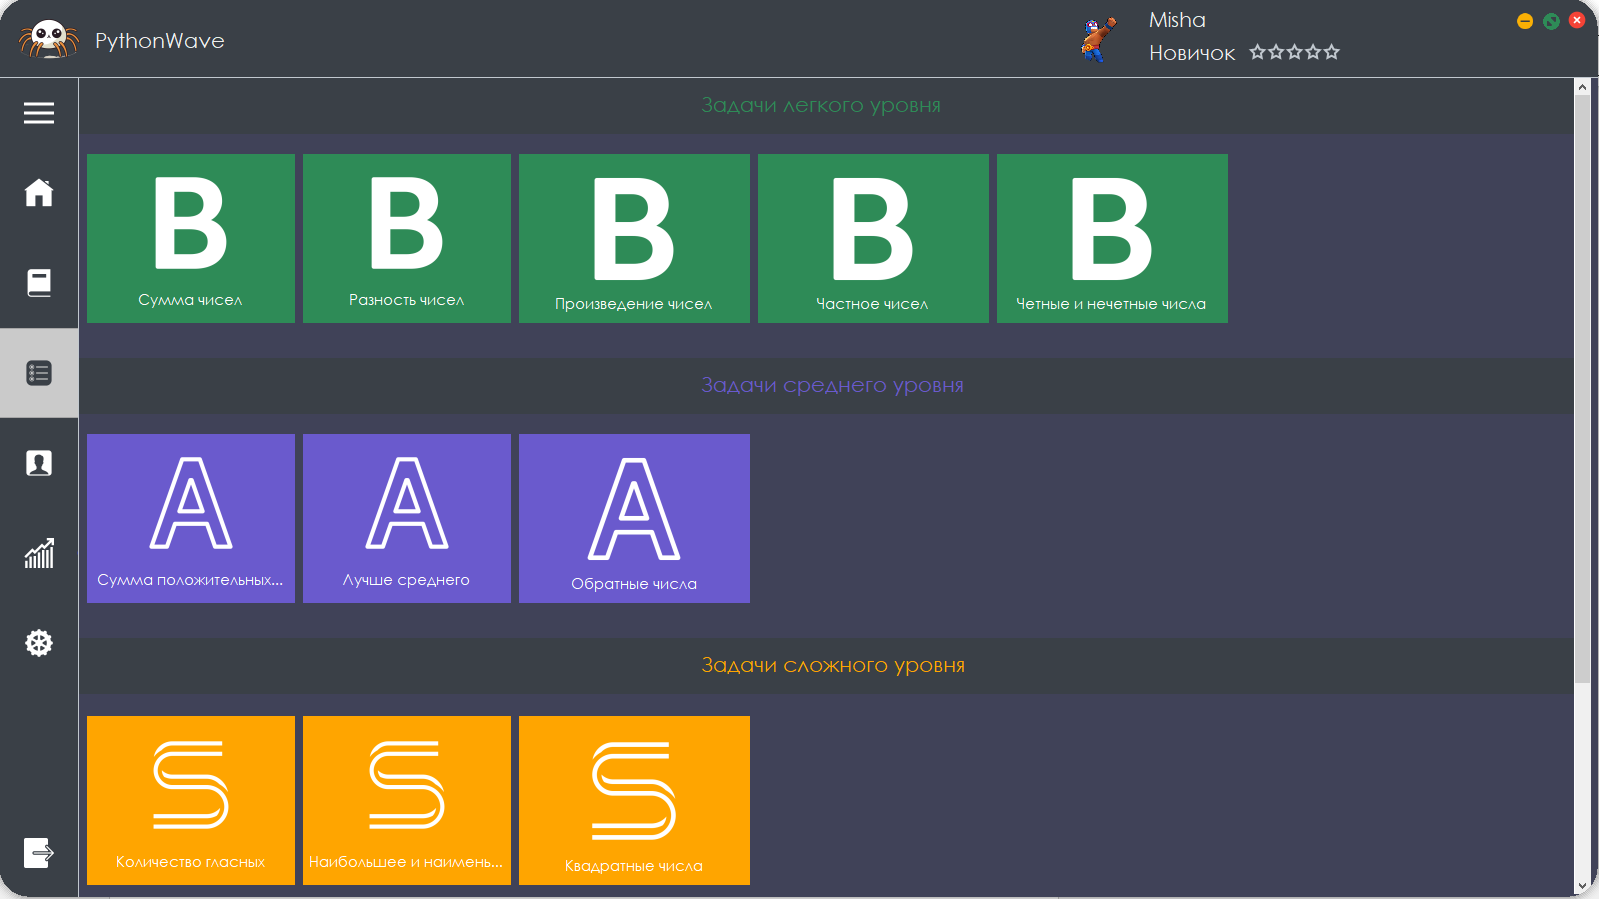 PythonWave
Misha
Новичок
Задачи легкого уровня
B B B B B
Сумма чисел Разность чисел Произведение чисел Частное чисел Четные и нечетные числа
Задачи среднего уровня
A A A
Сумма положительных... Лучше среднего Обратные числа
Задачи сложного уровня
S S S
Количество гласных Наибольшее и наимень... Квадратные числа